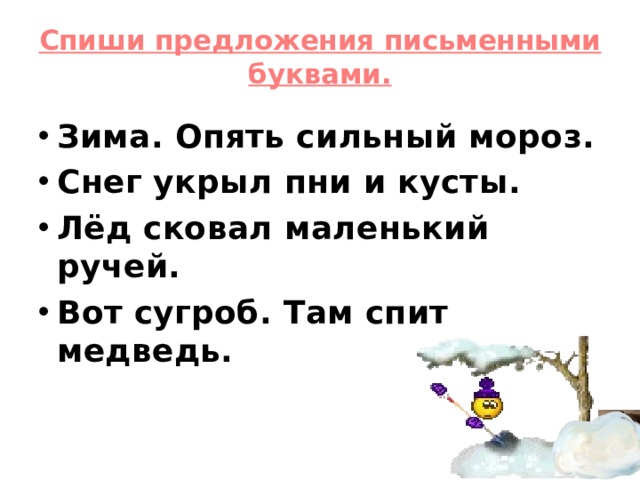 Спиши предложения письменными
буквами.
• Зима. Опять сильный мороз.
• Снег укрыл пни и кусты.
• Лёд сковал маленький
ручей.
• Вот сугроб. Там спит
медведь.